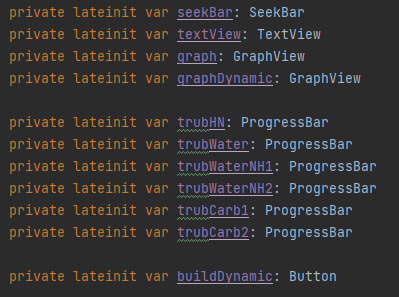 private lateinit var seekBar: SeekBar
private lateinit var textView: TextView
private lateinit var graph: GraphView
private lateinit var graphDynamic: GraphView
private lateinit var trubHN: ProgressBar
private lateinit var trubWater: ProgressBar
private lateinit var trubWaterNH1: ProgressBar
private lateinit var trubWaterNH2: ProgressBar
private lateinit var trubCarb1: ProgressBar
private lateinit var trubCarb2: ProgressBar
private lateinit var buildDynamic: Button